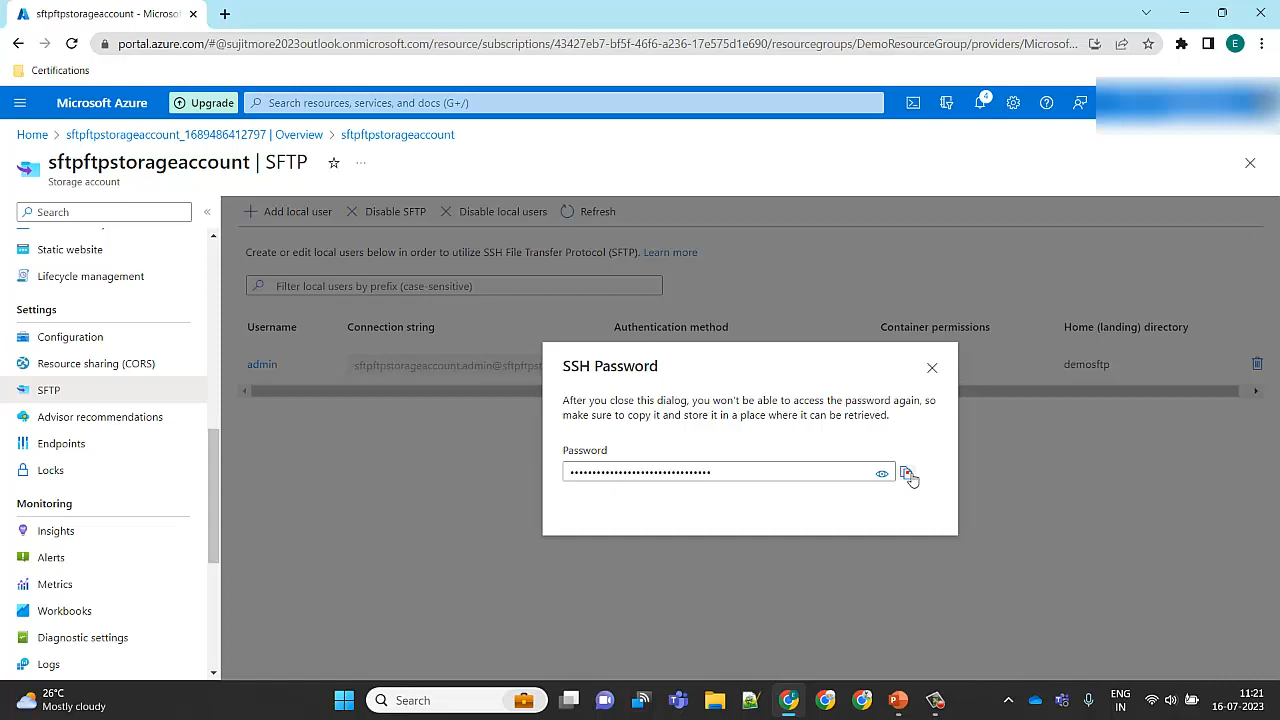 sftpftpstorageaccount - Microsof
portal.azure.com/#@sujitmore2023outlook.onmicrosoft.com/resource/subscriptions/43427eb7-bf5f-46f6-a236-17e575d1e690/resourcegroups/DemoResourceGroup/providers/Microsof...
E
Certifications
Microsoft Azure
Upgrade
Search resources, services, and docs (G+/)
4
Home > sftpftpstorageaccount_1689486412797 | Overview > sftpftpstorageaccount
sftpftpstorageaccount | SFTP
Storage account
Search
Add local user
Disable SFTP
Disable local users
Refresh
Static website
Create or edit local users below in order to utilize SSH File Transfer Protocol (SFTP). Learn more
Lifecycle management
Filter local users by prefix (case-sensitive)
Settings
Username
Connection string
Authentication method
Container permissions
Home (landing) directory
Configuration
Resource sharing (CORS)
admin
sftpftpstorageaccount.admin@sftpftpst
demosftp
SSH Password
SFTP
After you close this dialog, you won't be able to access the password again, so
make sure to copy it and store it in a place where it can be retrieved.
Advisor recommendations
Endpoints
Password
Locks
••••••••••••••••••••••••••••••••
Monitoring
Insights
Alerts
Metrics
Workbooks
Diagnostic settings
Logs
26°C
Mostly cloudy
Search
ENG
IN
11:21
16-07-2023